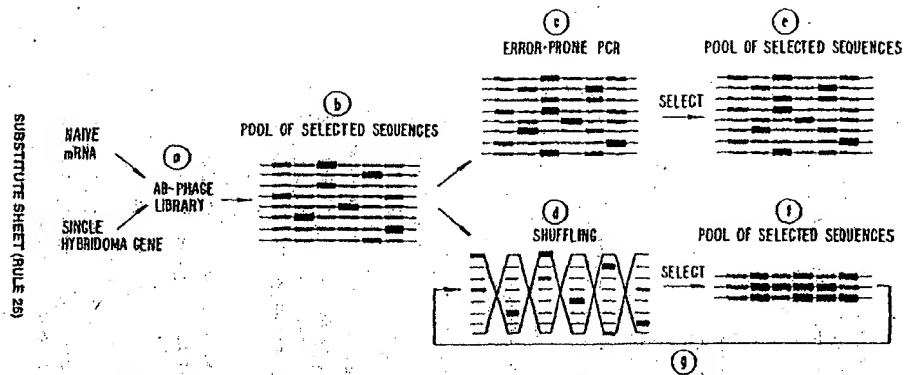 SUBSTITUTE SHEET (RULE 26)
NAIVE
mRNA
SINGLE
HYBRIDOMA GENE
a
AB-PHAGE
LIBRARY
b
POOL OF SELECTED SEQUENCES
c
ERROR-PRONE PCR
SELECT
e
POOL OF SELECTED SEQUENCES
d
SHUFFLING
SELECT
f
POOL OF SELECTED SEQUENCES
g